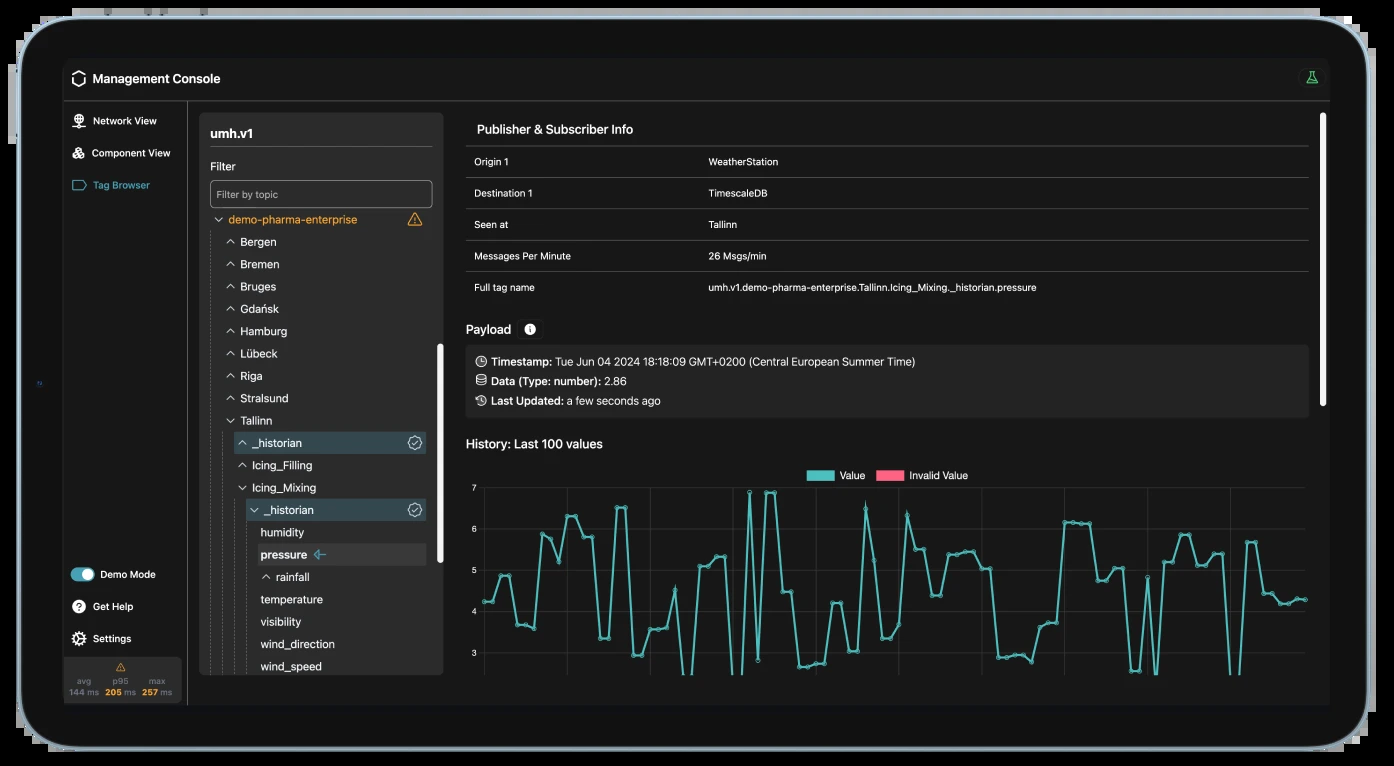 Management Console
Network View
Component View
Tag Browser
Demo Mode
Get Help
Settings
avg p95 max
144 ms 205 ms 257 ms
umh.v1
Filter
Filter by topic
demo-pharma-enterprise
Bergen
Bremen
Bruges
Gdańsk
Hamburg
Lübeck
Riga
Stralsund
Tallinn
_historian
Icing_Filling
Icing_Mixing
_historian
humidity
pressure
rainfall
temperature
visibility
wind_direction
wind_speed
Publisher & Subscriber Info
Origin 1 WeatherStation
Destination 1 TimescaleDB
Seen at Tallinn
Messages Per Minute 26 Msgs/min
Full tag name umh.v1.demo-pharma-enterprise.Tallinn.Icing_Mixing._historian.pressure
Payload
Timestamp: Tue Jun 04 2024 18:18:09 GMT+0200 (Central European Summer Time)
Data (Type: number): 2.86
Last Updated: a few seconds ago
History: Last 100 values
Value Invalid Value
7
6
5
4
3